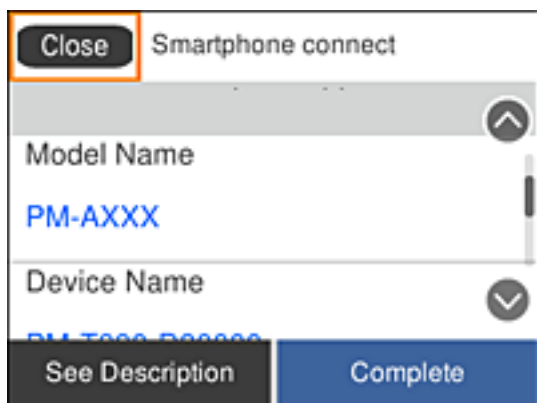 Close
Smartphone connect
Model Name
PM-AXXX
Device Name
See Description
Complete